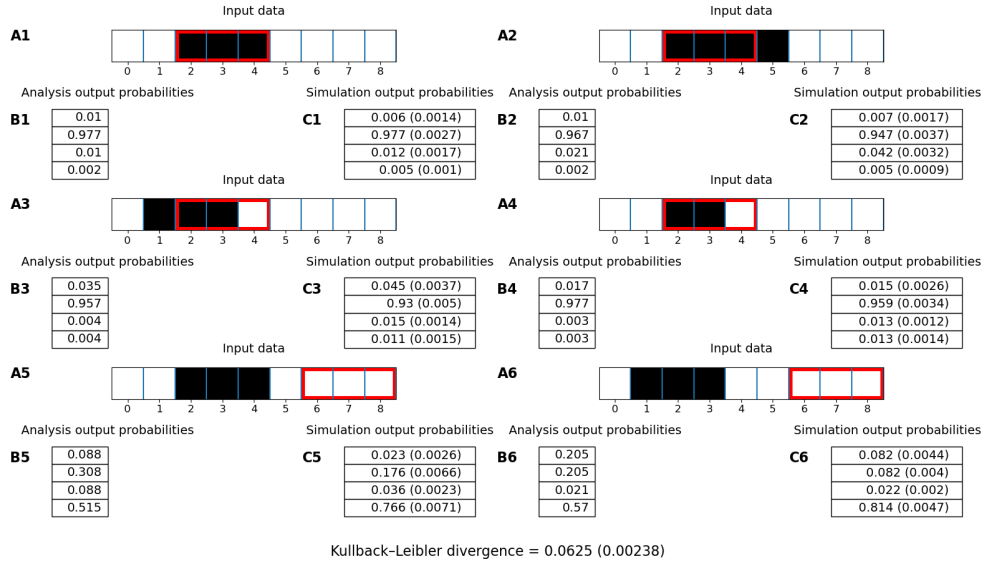 Input data Input data
A1 A2
0 1 2 3 4 5 6 7 8 0 1 2 3 4 5 6 7 8
Analysis output probabilities Simulation output probabilities Analysis output probabilities Simulation output probabilities
B1 0.01 C1 0.006 (0.0014) B2 0.01 C2 0.007 (0.0017)
0.977 0.977 (0.0027) 0.967 0.947 (0.0037)
0.01 0.012 (0.0017) 0.021 0.042 (0.0032)
0.002 0.005 (0.001) 0.002 0.005 (0.0009)
Input data Input data
A3 A4
0 1 2 3 4 5 6 7 8 0 1 2 3 4 5 6 7 8
Analysis output probabilities Simulation output probabilities Analysis output probabilities Simulation output probabilities
B3 0.035 C3 0.045 (0.0037) B4 0.017 C4 0.015 (0.0026)
0.957 0.93 (0.005) 0.977 0.959 (0.0034)
0.004 0.015 (0.0014) 0.003 0.013 (0.0012)
0.004 0.011 (0.0015) 0.003 0.013 (0.0014)
Input data Input data
A5 A6
0 1 2 3 4 5 6 7 8 0 1 2 3 4 5 6 7 8
Analysis output probabilities Simulation output probabilities Analysis output probabilities Simulation output probabilities
B5 0.088 C5 0.023 (0.0026) B6 0.205 C6 0.082 (0.0044)
0.308 0.176 (0.0066) 0.205 0.082 (0.004)
0.088 0.036 (0.0023) 0.021 0.022 (0.002)
0.515 0.766 (0.0071) 0.57 0.814 (0.0047)
Kullback–Leibler divergence = 0.0625 (0.00238)